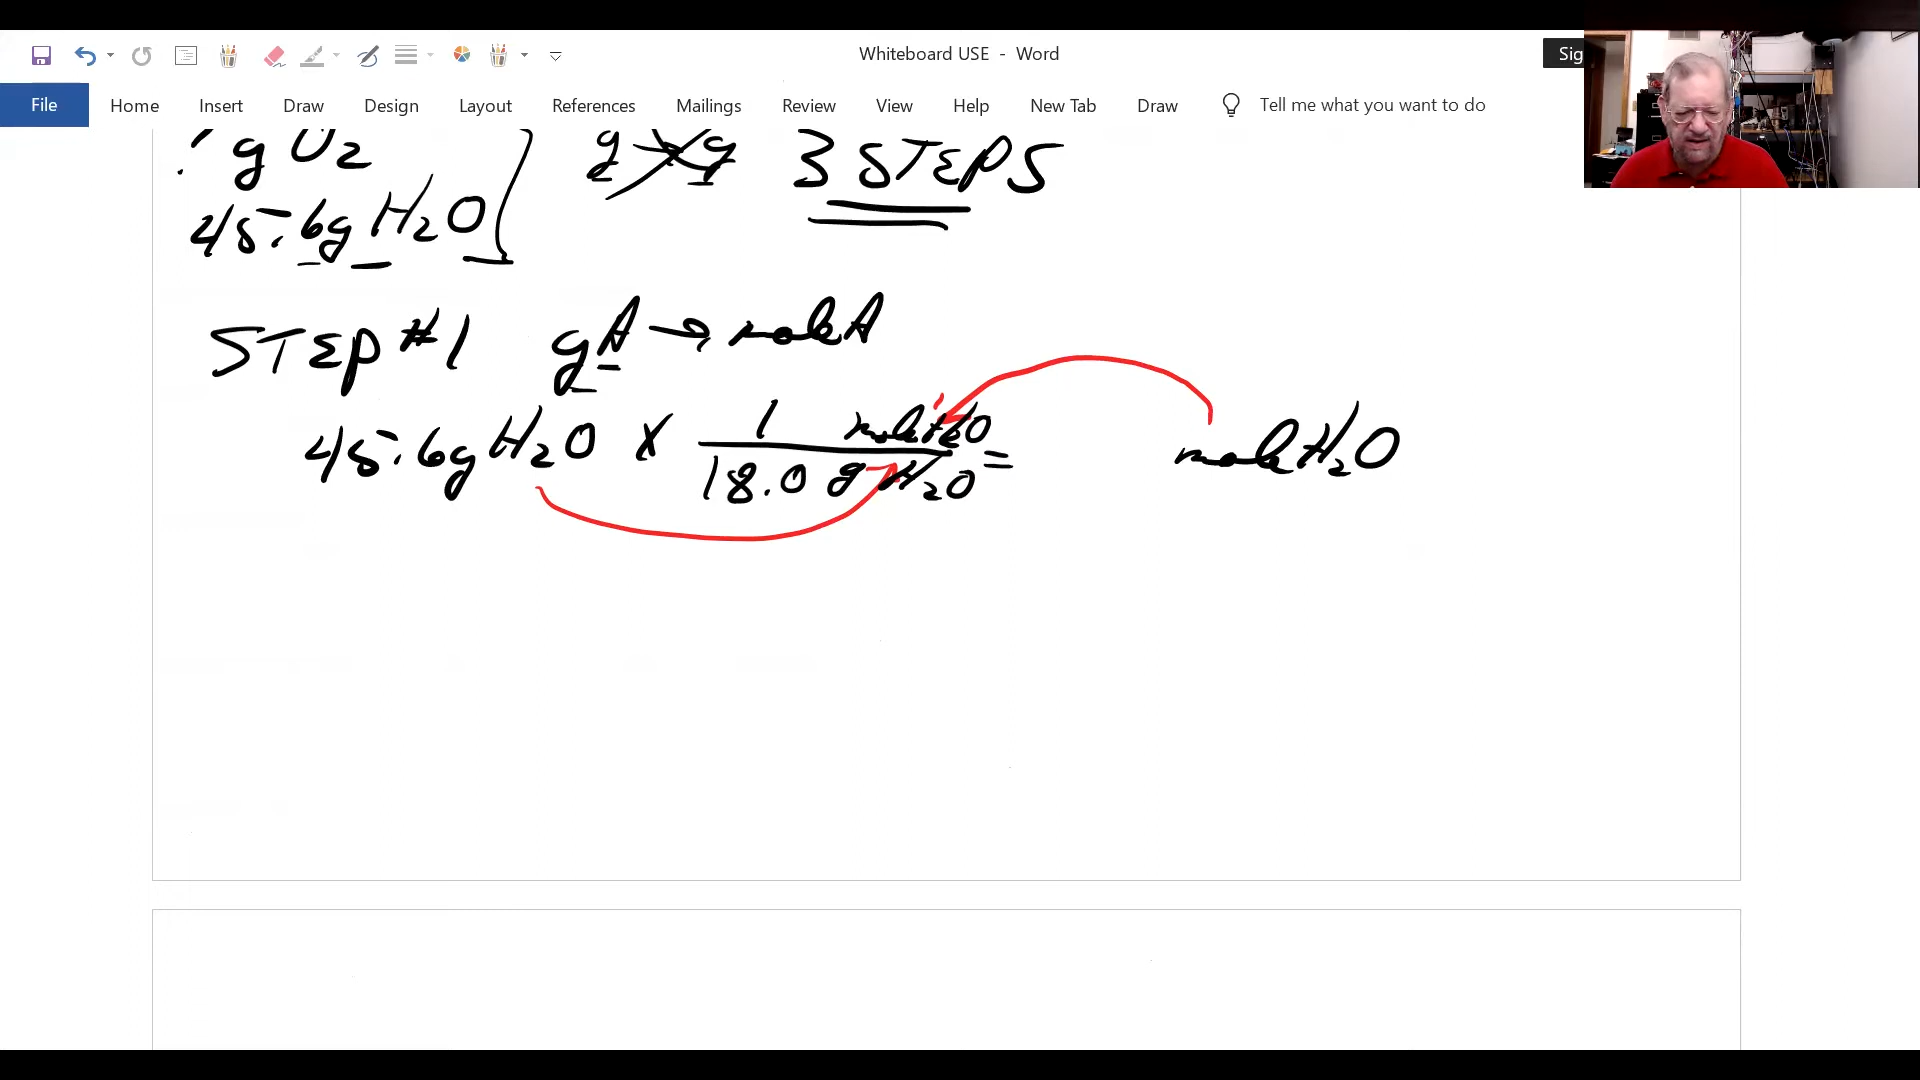 Whiteboard USE - Word
Sig
File Home Insert Draw Design Layout References Mailings Review View Help New Tab Draw Tell me what you want to do
? g O2 g → g 3 STEPS
45.6g H2O
STEP #1 gA → mole A
45.6g H2O X 1 mole H2O / 18.0 g H2O = mole H2O